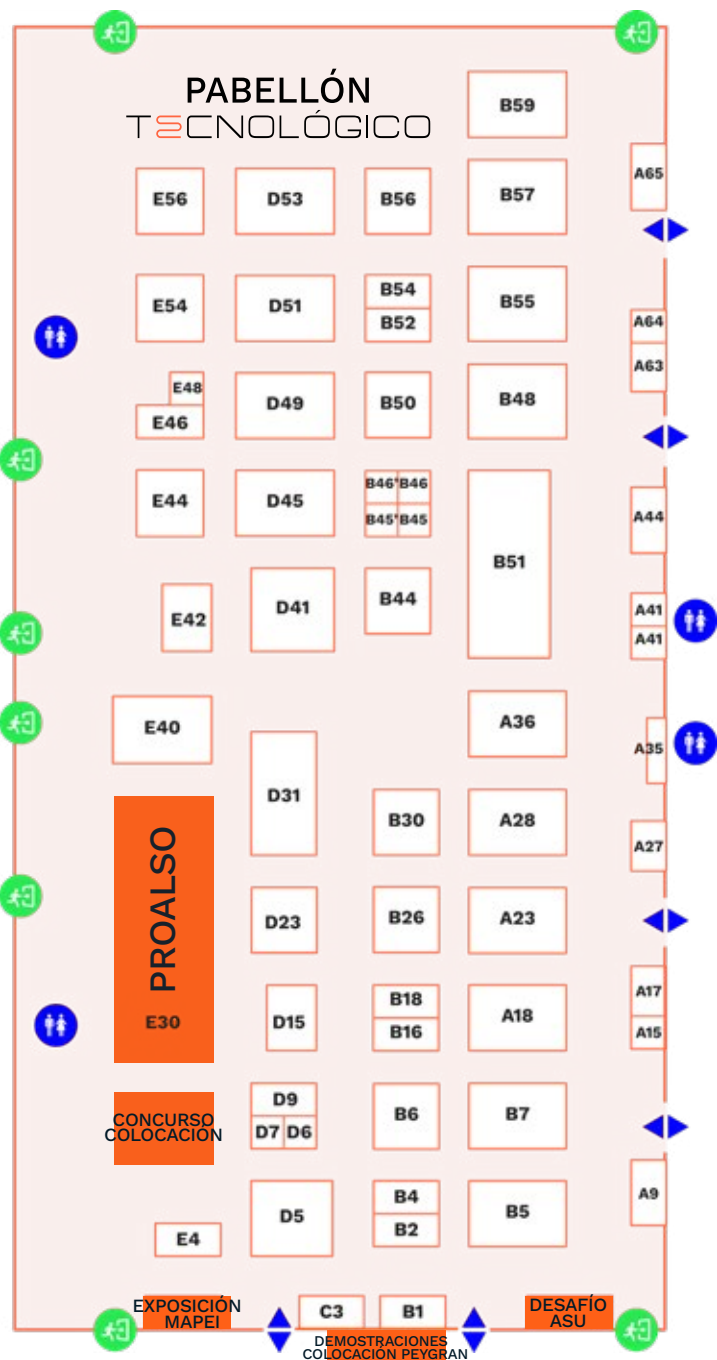 PABELLÓN
TECNOLÓGICO
B59
A65
E56
D53
B56
B57
E54
D51
B54
B52
B55
A64
A63
E48
E46
D49
B50
B48
E44
D45
B46'
B46
B45'
B45
B51
A44
E42
D41
B44
A41
A41
E40
A36
A35
D31
B30
A28
A27
PROALSO
E30
D23
B26
A23
D15
B18
B16
A18
A17
A15
CONCURSO
COLOCACIÓN
D9
D7
D6
B6
B7
A9
E4
D5
B4
B2
B5
EXPOSICIÓN
MAPEI
C3
B1
DESAFÍO
ASU
DEMOSTRACIONES
COLOCACIÓN PEYGRAN